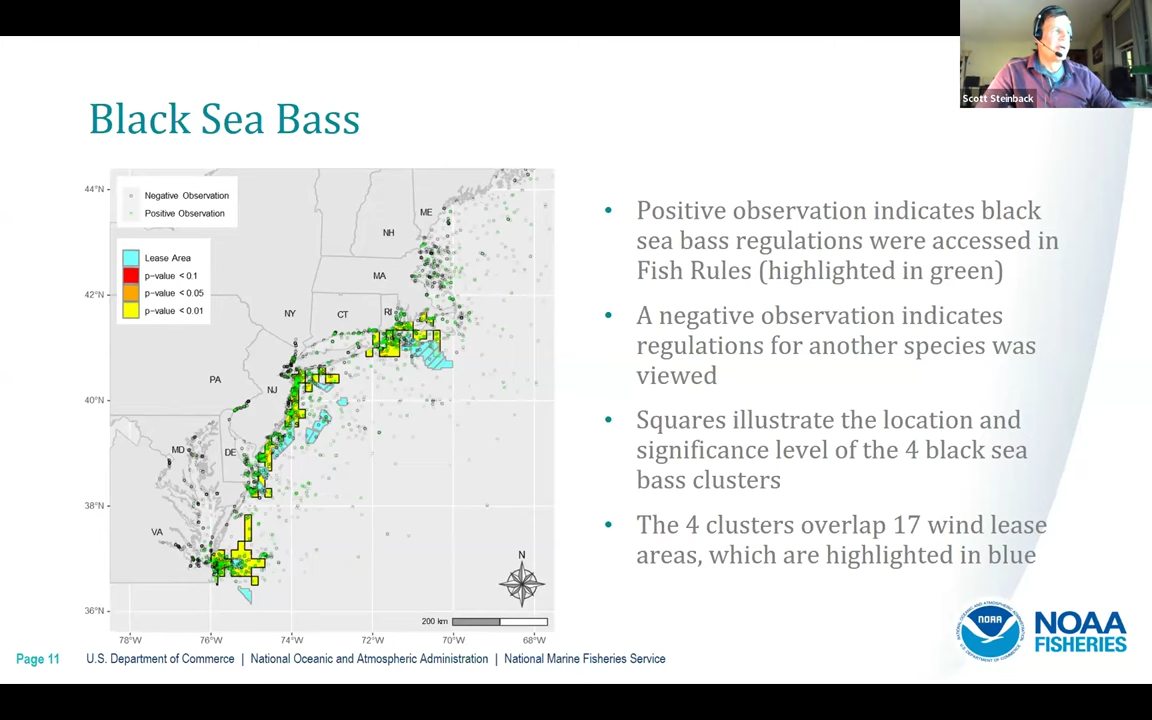 Scott Steinback
Black Sea Bass
44°N
42°N
40°N
38°N
36°N
78°W
76°W
74°W
72°W
70°W
68°W
Negative Observation
Positive Observation
Lease Area
p-value < 0.1
p-value < 0.05
p-value < 0.01
ME
NH
MA
NY
CT
RI
PA
NJ
MD
DE
VA
N
200 km
• Positive observation indicates black
sea bass regulations were accessed in
Fish Rules (highlighted in green)
• A negative observation indicates
regulations for another species was
viewed
• Squares illustrate the location and
significance level of the 4 black sea
bass clusters
• The 4 clusters overlap 17 wind lease
areas, which are highlighted in blue
NOAA
NOAA
FISHERIES
Page 11
U.S. Department of Commerce | National Oceanic and Atmospheric Administration | National Marine Fisheries Service